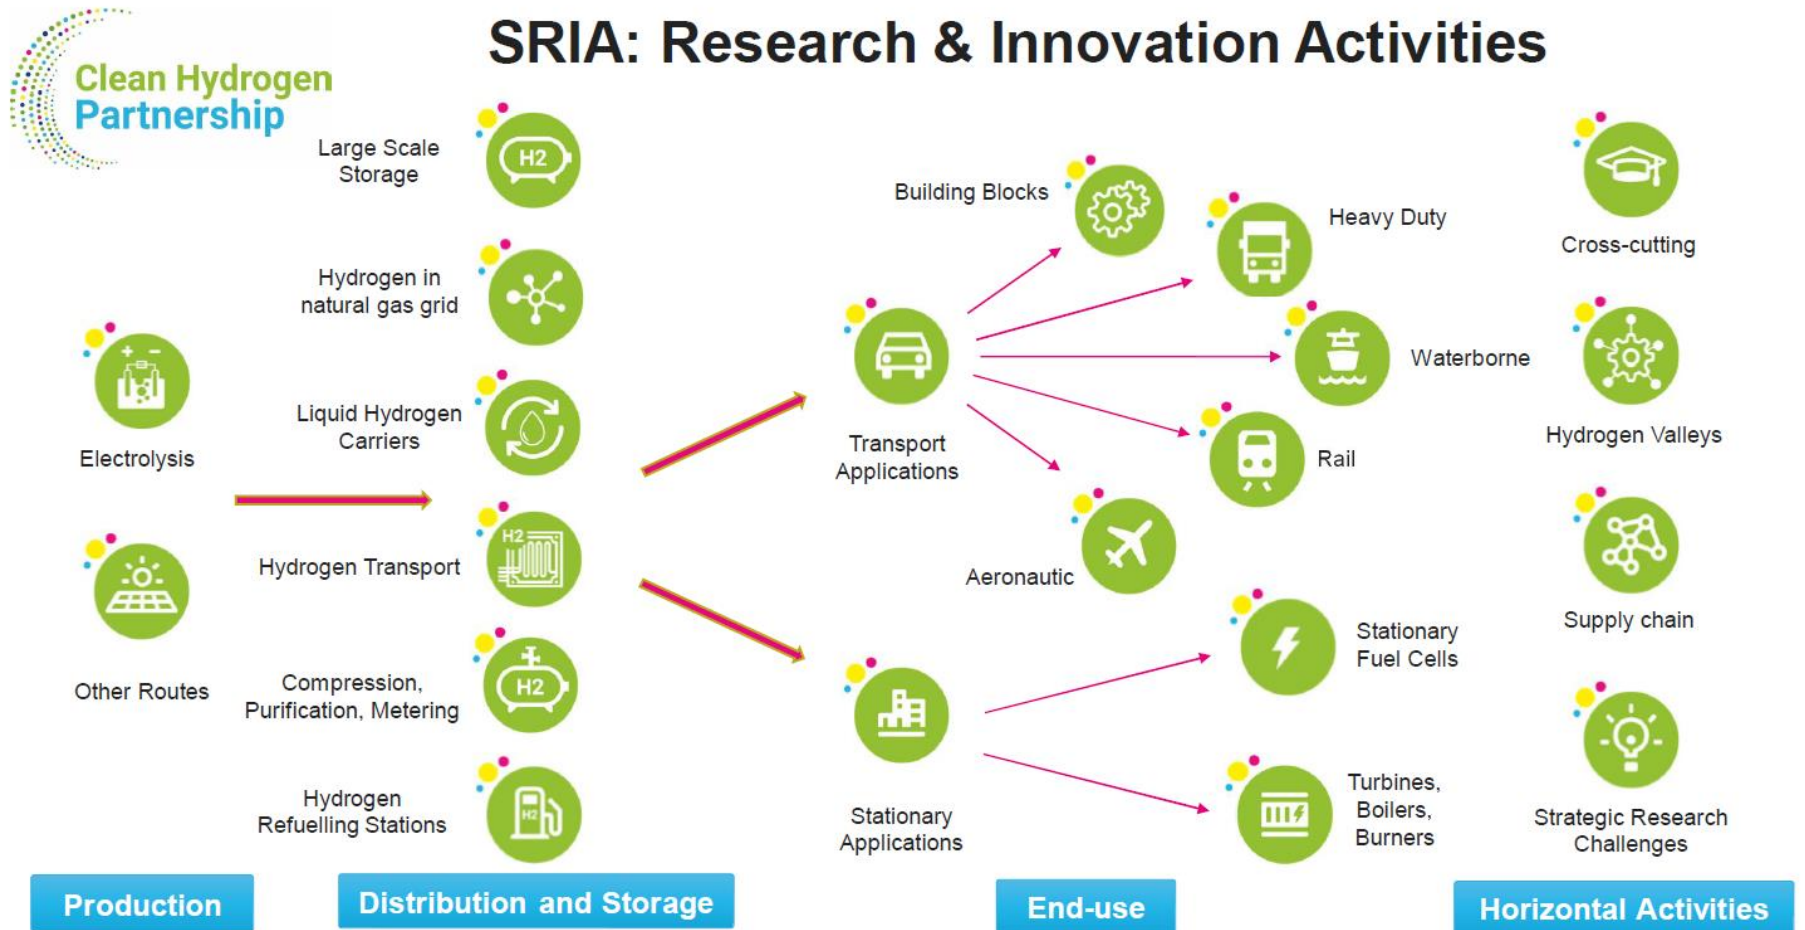 Clean Hydrogen
Partnership
SRIA: Research & Innovation Activities
Electrolysis
Other Routes
Production
Large Scale
Storage
H2
Hydrogen in
natural gas grid
Liquid Hydrogen
Carriers
Hydrogen Transport
H2
Compression,
Purification, Metering
H2
Hydrogen
Refuelling Stations
H2
Distribution and Storage
Transport
Applications
Building Blocks
Heavy Duty
Waterborne
Rail
Aeronautic
Stationary
Applications
Stationary
Fuel Cells
Turbines,
Boilers,
Burners
End-use
Cross-cutting
Hydrogen Valleys
Supply chain
Strategic Research
Challenges
Horizontal Activities